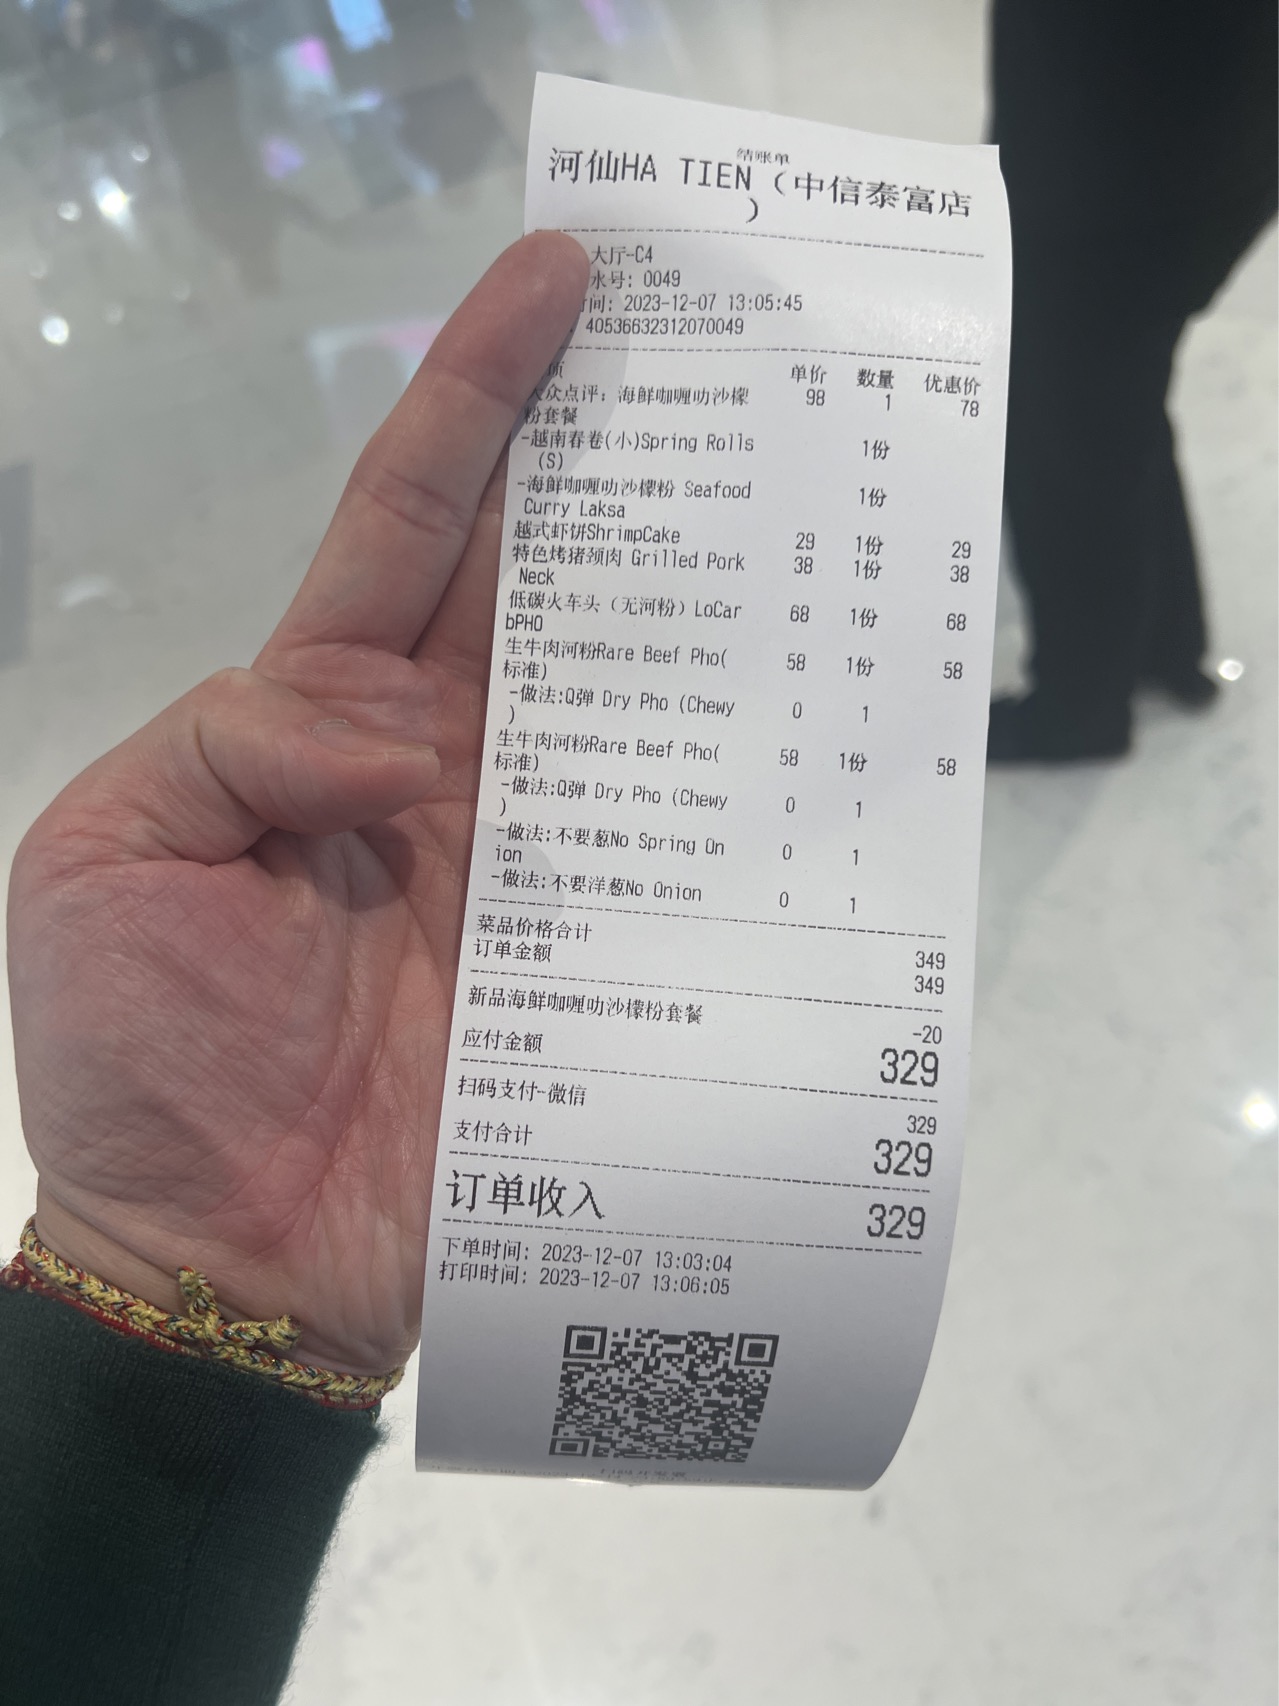 结账单
河仙HA TIEN（中信泰富店
）
大厅-C4
水号: 0049
时间: 2023-12-07 13:05:45
40536632312070049
项 单价 数量 优惠价
大众点评：海鲜咖喱叻沙檬 98 1 78
粉套餐
-越南春卷(小)Spring Rolls 1份
(S)
-海鲜咖喱叻沙檬粉 Seafood 1份
Curry Laksa
越式虾饼ShrimpCake 29 1份 29
特色烤猪颈肉 Grilled Pork 38 1份 38
Neck
低碳火车头（无河粉）LoCar 68 1份 68
bPHO
生牛肉河粉Rare Beef Pho( 58 1份 58
标准)
-做法:Q弹 Dry Pho (Chewy 0 1
)
生牛肉河粉Rare Beef Pho( 58 1份 58
标准)
-做法:Q弹 Dry Pho (Chewy 0 1
)
-做法:不要葱No Spring On 0 1
ion
-做法:不要洋葱No Onion 0 1
菜品价格合计 349
订单金额 349
新品海鲜咖喱叻沙檬粉套餐 -20
应付金额 329
扫码支付-微信 329
支付合计 329
订单收入 329
下单时间: 2023-12-07 13:03:04
打印时间: 2023-12-07 13:06:05
扫码开发票